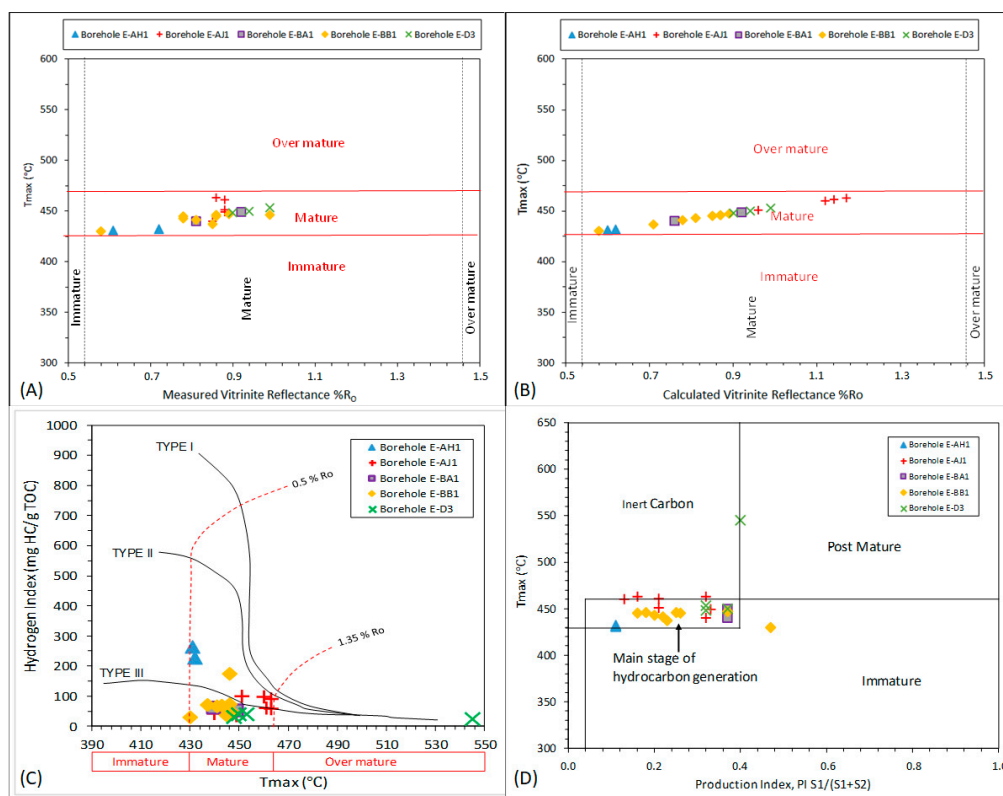 Borehole E-AH1 Borehole E-AJ1 Borehole E-BA1 Borehole E-BB1 Borehole E-D3
600
550
500
450
400
350
300
Tmax (°C)
Over mature
Mature
Immature
Immature
Mature
Over mature
0.5 0.7 0.9 1.1 1.3 1.5
(A)
Measured Vitrinite Reflectance %RO
Borehole E-AH1 Borehole E-AJ1 Borehole E-BA1 Borehole E-BB1 Borehole E-D3
600
550
500
450
400
350
300
Tmax (°C)
Over mature
Mature
Immature
Immature
Mature
Over mature
0.5 0.7 0.9 1.1 1.3 1.5
(B)
Calculated Vitrinite Reflectance %Ro
1000
900
800
700
600
500
400
300
200
100
0
Hydrogen Index (mg HC/g TOC)
TYPE I
TYPE II
TYPE III
0.5 % Ro
1.35 % Ro
Borehole E-AH1
Borehole E-AJ1
Borehole E-BA1
Borehole E-BB1
Borehole E-D3
390 410 430 450 470 490 510 530 550
Immature Mature Over mature
(C)
Tmax (°C)
650
600
550
500
450
400
350
300
Tmax (°C)
Borehole E-AH1
Borehole E-AJ1
Borehole E-BA1
Borehole E-BB1
Borehole E-D3
Inert Carbon
Post Mature
Main stage of
hydrocarbon generation
Immature
0.0 0.2 0.4 0.6 0.8 1.0
(D)
Production Index, PI S1/(S1+S2)